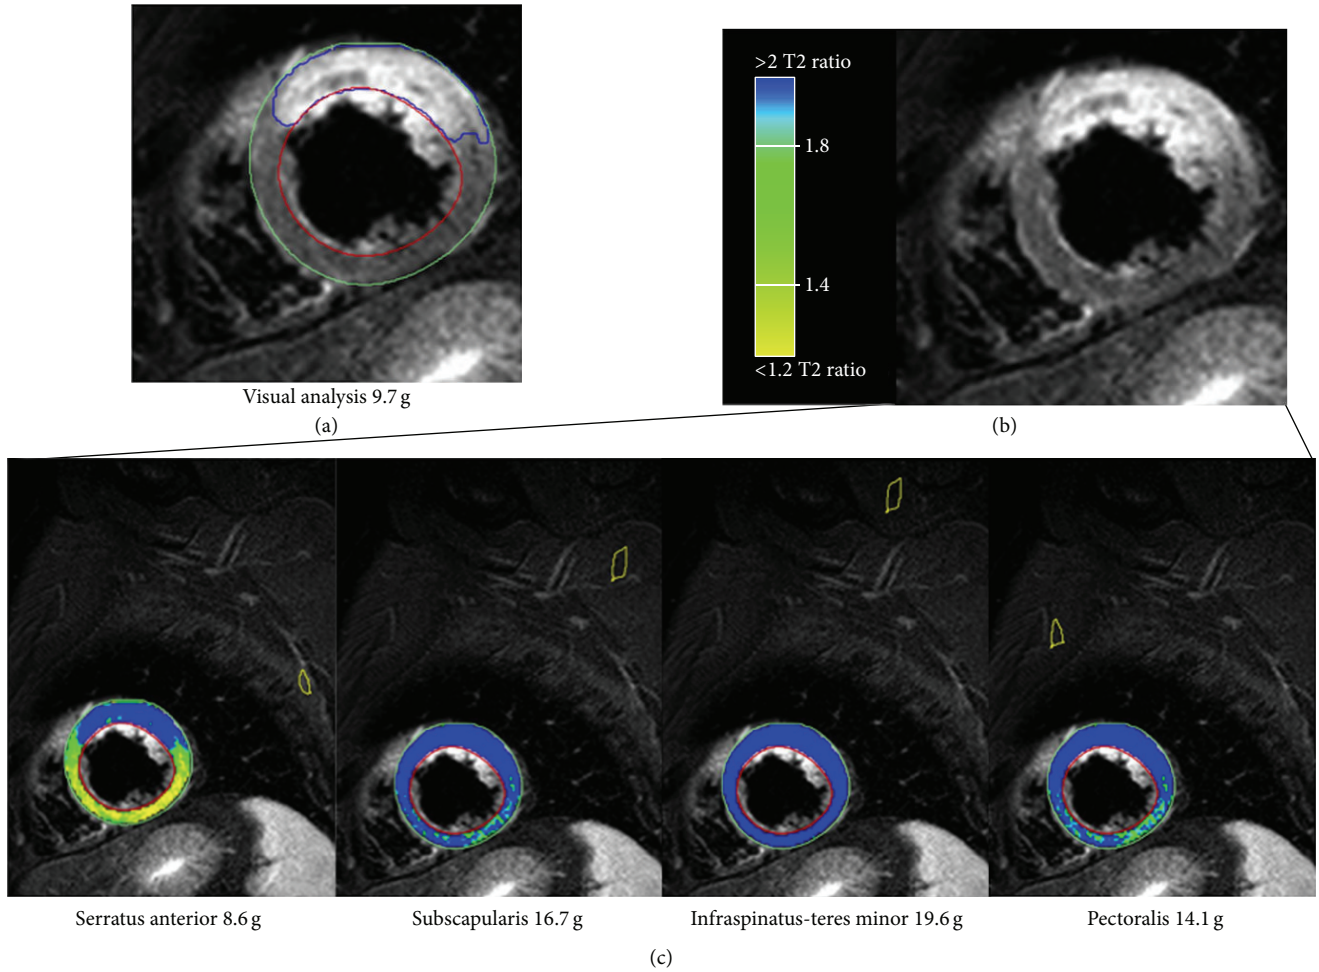 Visual analysis 9.7 g
(a)
>2 T2 ratio
1.8
1.4
<1.2 T2 ratio
(b)
Serratus anterior 8.6 g
Subscapularis 16.7 g
Infraspinatus-teres minor 19.6 g
Pectoralis 14.1 g
(c)